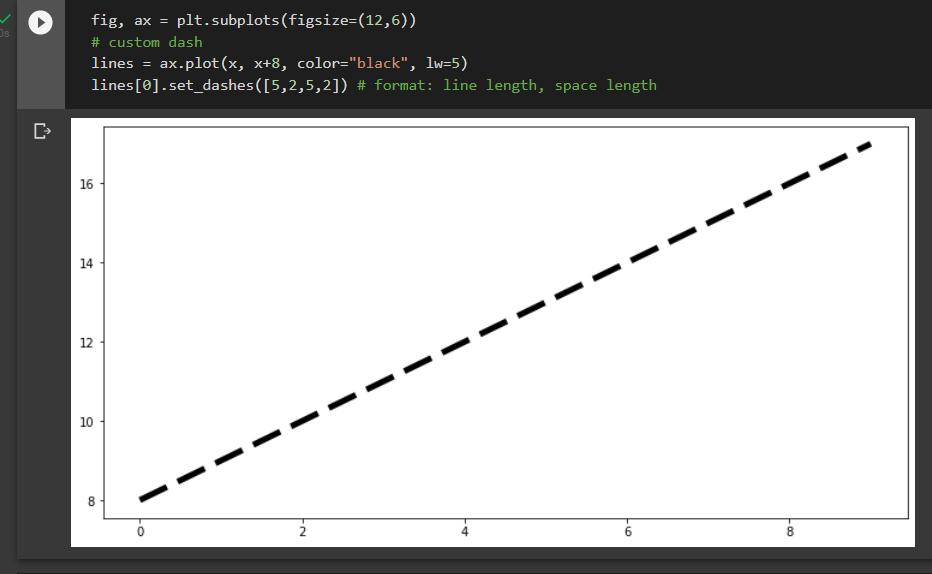 fig, ax = plt.subplots(figsize=(12,6))
# custom dash
lines = ax.plot(x, x+8, color="black", lw=5)
lines[0].set_dashes([5,2,5,2]) # format: line length, space length
0s
16
14
12
10
8
0 2 4 6 8